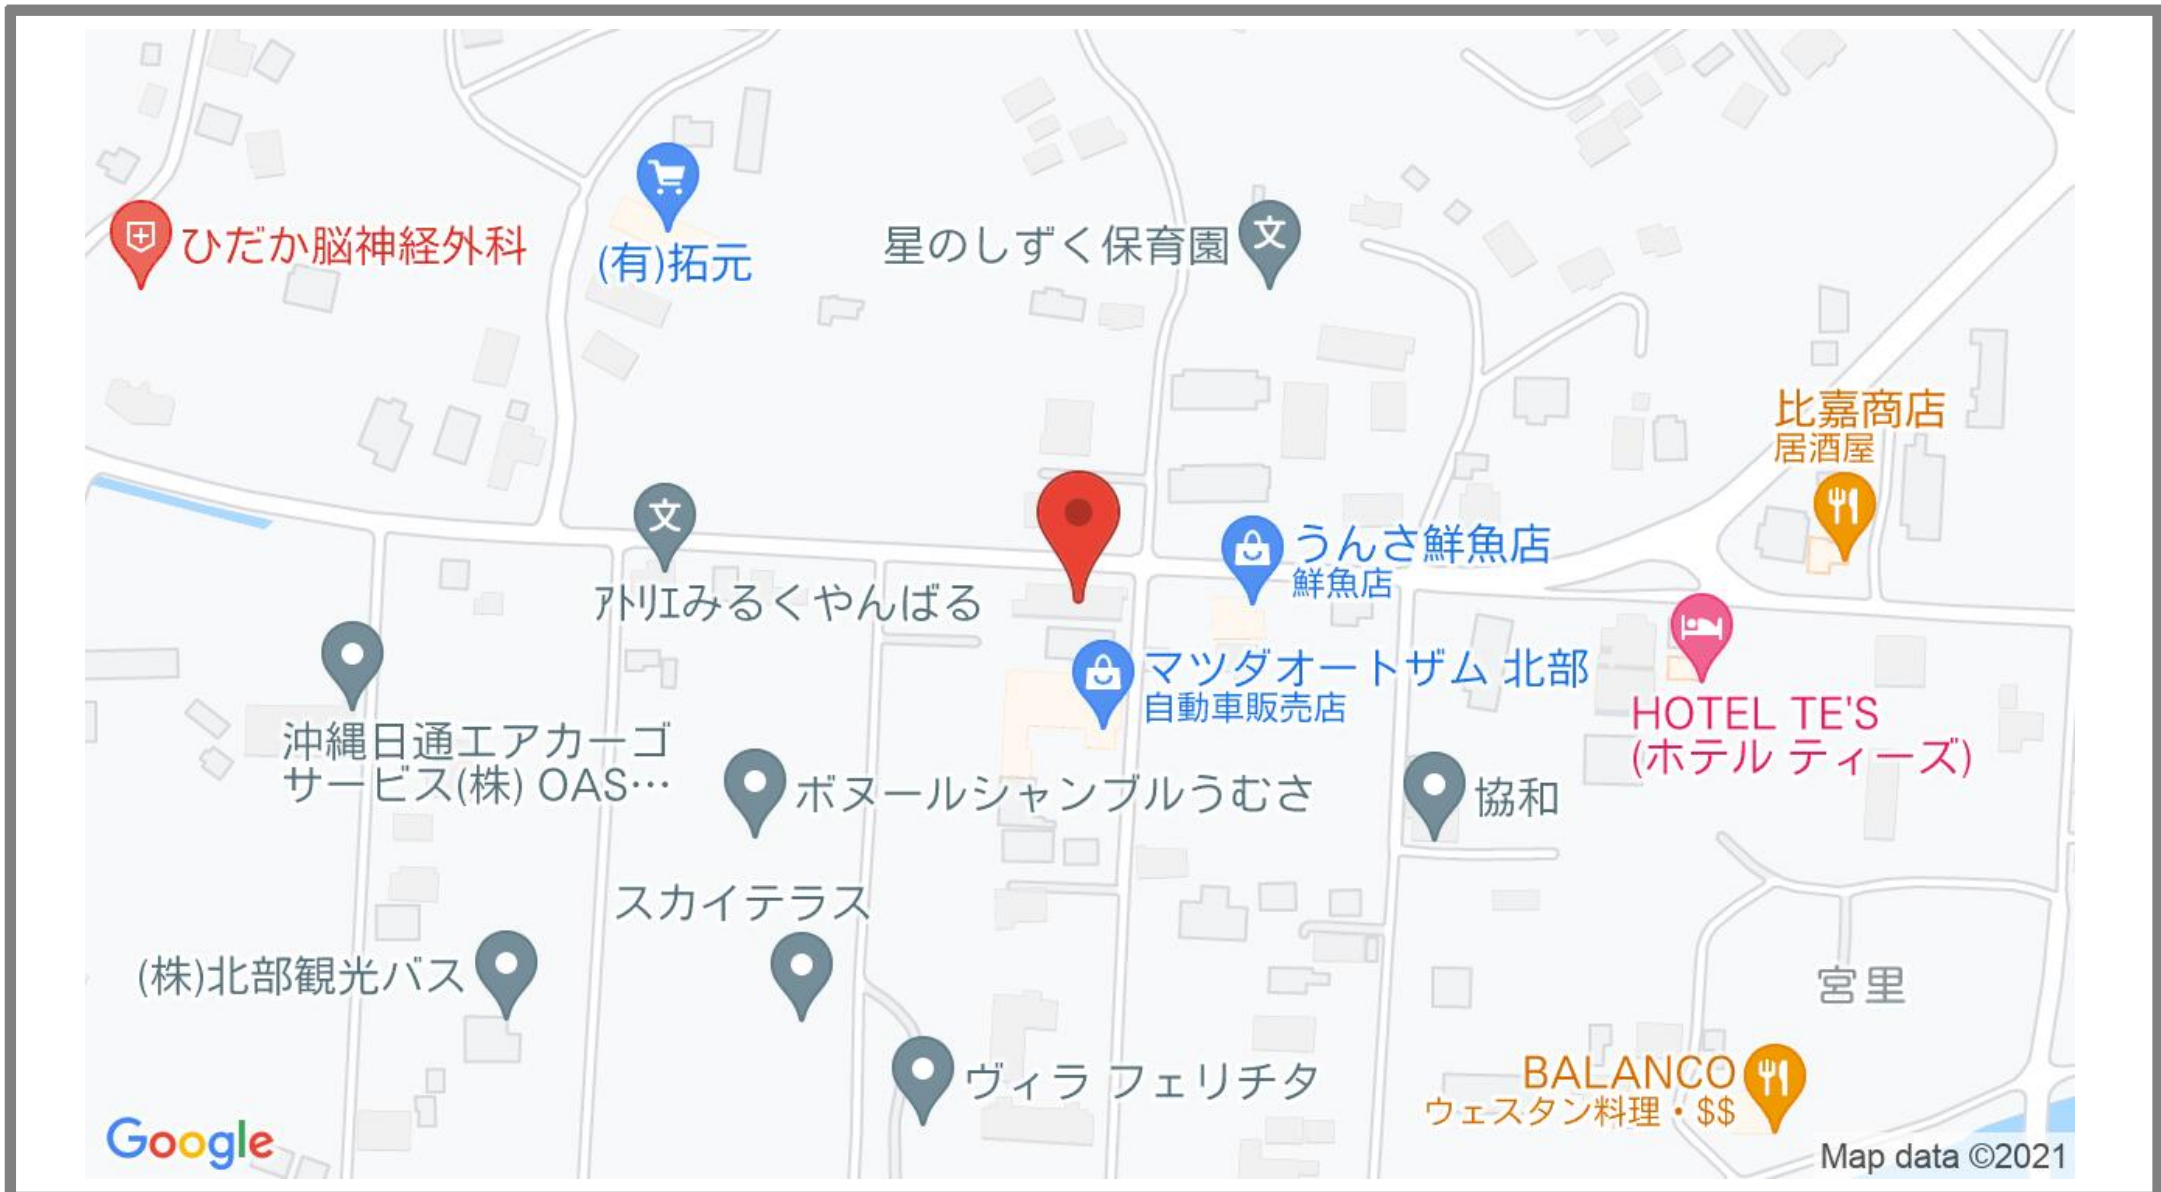 ひだか脳神経外科
(有)拓元
星のしずく保育園
文
比嘉商店
居酒屋
文
うんさ鮮魚店
鮮魚店
ｱﾄﾘｴみるくやんばる
マツダオートザム 北部
自動車販売店
HOTEL TE'S
(ホテル ティーズ)
沖縄日通エアカーゴ
サービス(株) OAS…
ボヌールシャンブルうむさ
協和
スカイテラス
(株)北部観光バス
宮里
ヴィラ フェリチタ
BALANCO
ウェスタン料理・$$
Google
Map data ©2021